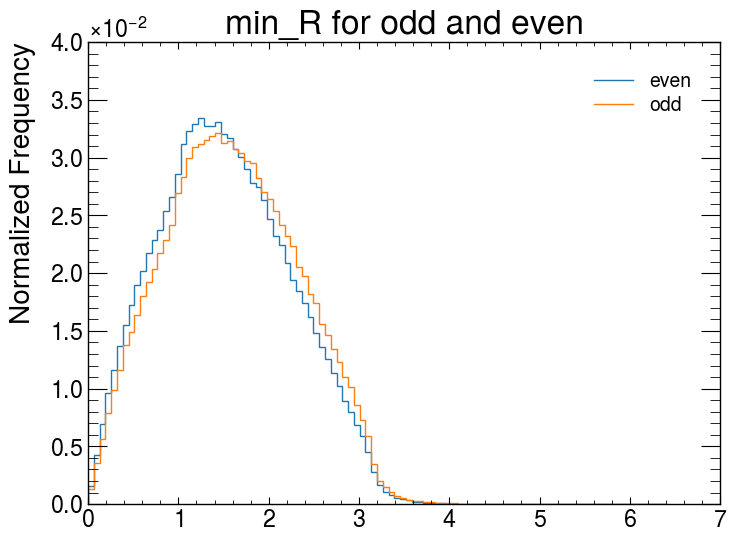 min_R for odd and even
×10⁻²
Normalized Frequency
4.0
3.5
3.0
2.5
2.0
1.5
1.0
0.5
0.0
0 1 2 3 4 5 6 7
even
odd